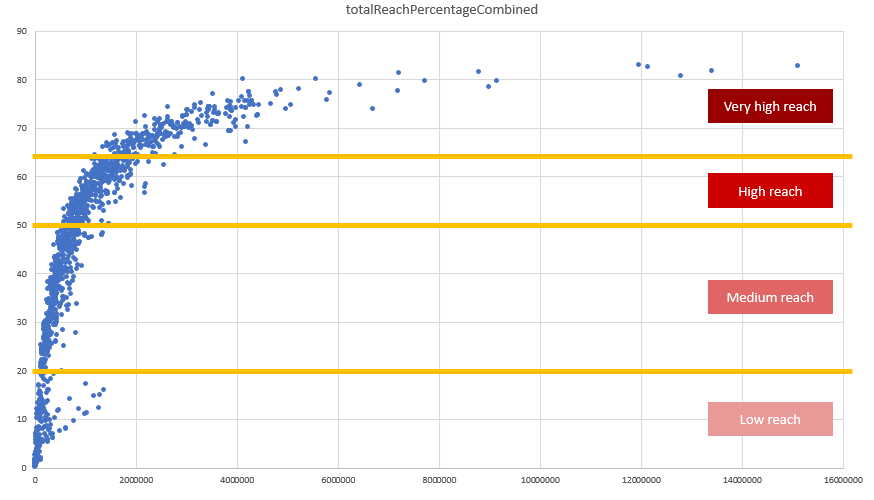 totalReachPercentageCombined
90
80
Very high reach
70
60
High reach
50
40
Medium reach
30
20
Low reach
10
0
0 2000000 4000000 6000000 8000000 10000000 12000000 14000000 16000000